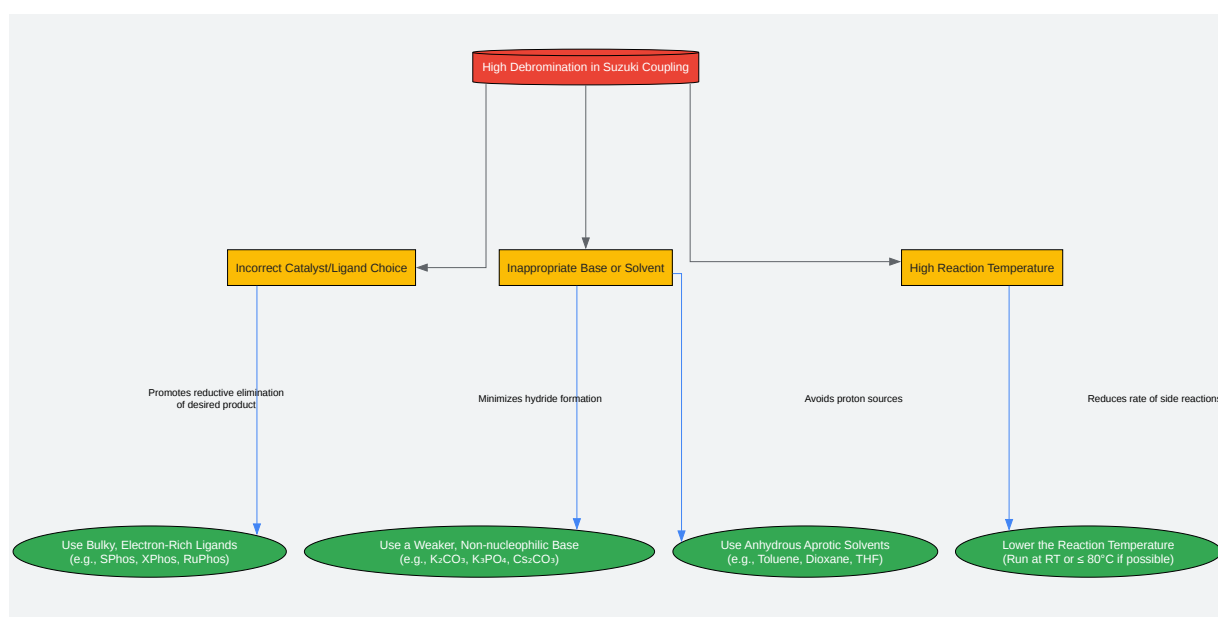 High Debromination in Suzuki Coupling
Incorrect Catalyst/Ligand Choice
Inappropriate Base or Solvent
High Reaction Temperature
Promotes reductive elimination
of desired product
Minimizes hydride formation
Avoids proton sources
Reduces rate of side reactions
Use Bulky, Electron-Rich Ligands
(e.g., SPhos, XPhos, RuPhos)
Use a Weaker, Non-nucleophilic Base
(e.g., K₂CO₃, K₃PO₄, Cs₂CO₃)
Use Anhydrous Aprotic Solvents
(e.g., Toluene, Dioxane, THF)
Lower the Reaction Temperature
(Run at RT or ≤ 80°C if possible)